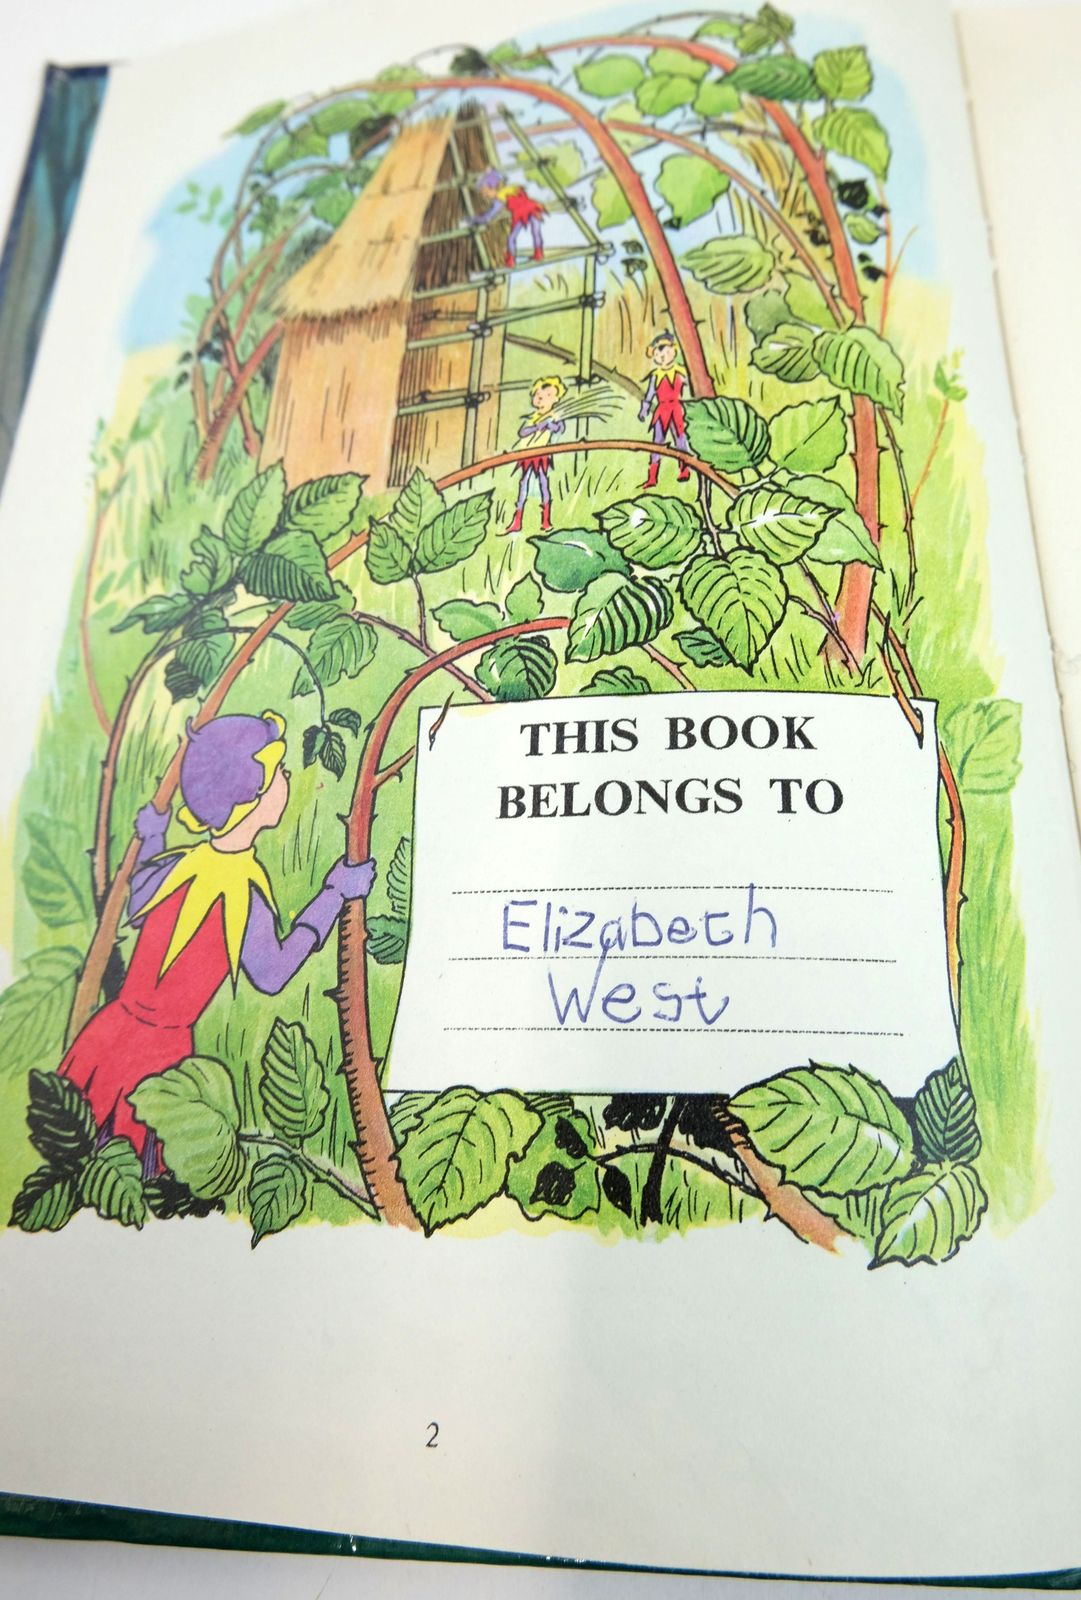 THIS BOOK
BELONGS TO
Elizabeth
West
2